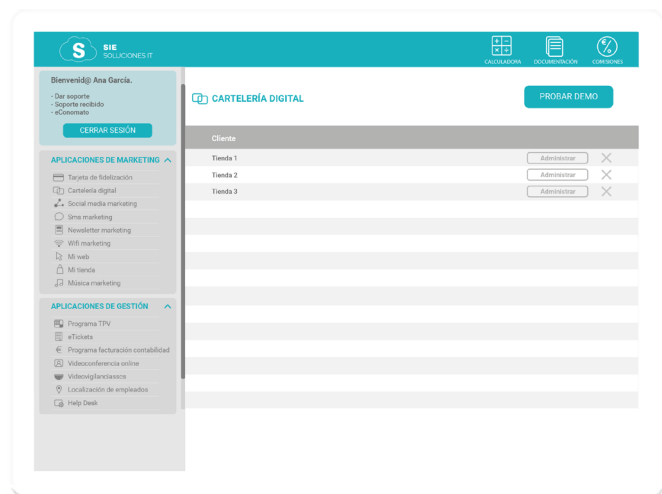 S
SIE
SOLUCIONES IT
CALCULADORA
DOCUMENTACIÓN
COMISIONES
Bienvenid@ Ana García.
- Dar soporte
- Soporte recibido
- eConomato
CERRAR SESIÓN
CARTELERÍA DIGITAL
PROBAR DEMO
Cliente
Tienda 1 Administrar
Tienda 2 Administrar
Tienda 3 Administrar
APLICACIONES DE MARKETING
Tarjeta de fidelización
Cartelería digital
Social media marketing
Sms marketing
Newsletter marketing
Wifi marketing
Mi web
Mi tienda
Música marketing
APLICACIONES DE GESTIÓN
Programa TPV
eTickets
Programa facturación contabilidad
Videoconferencia online
Videovigilanciassos
Localización de empleados
Help Desk